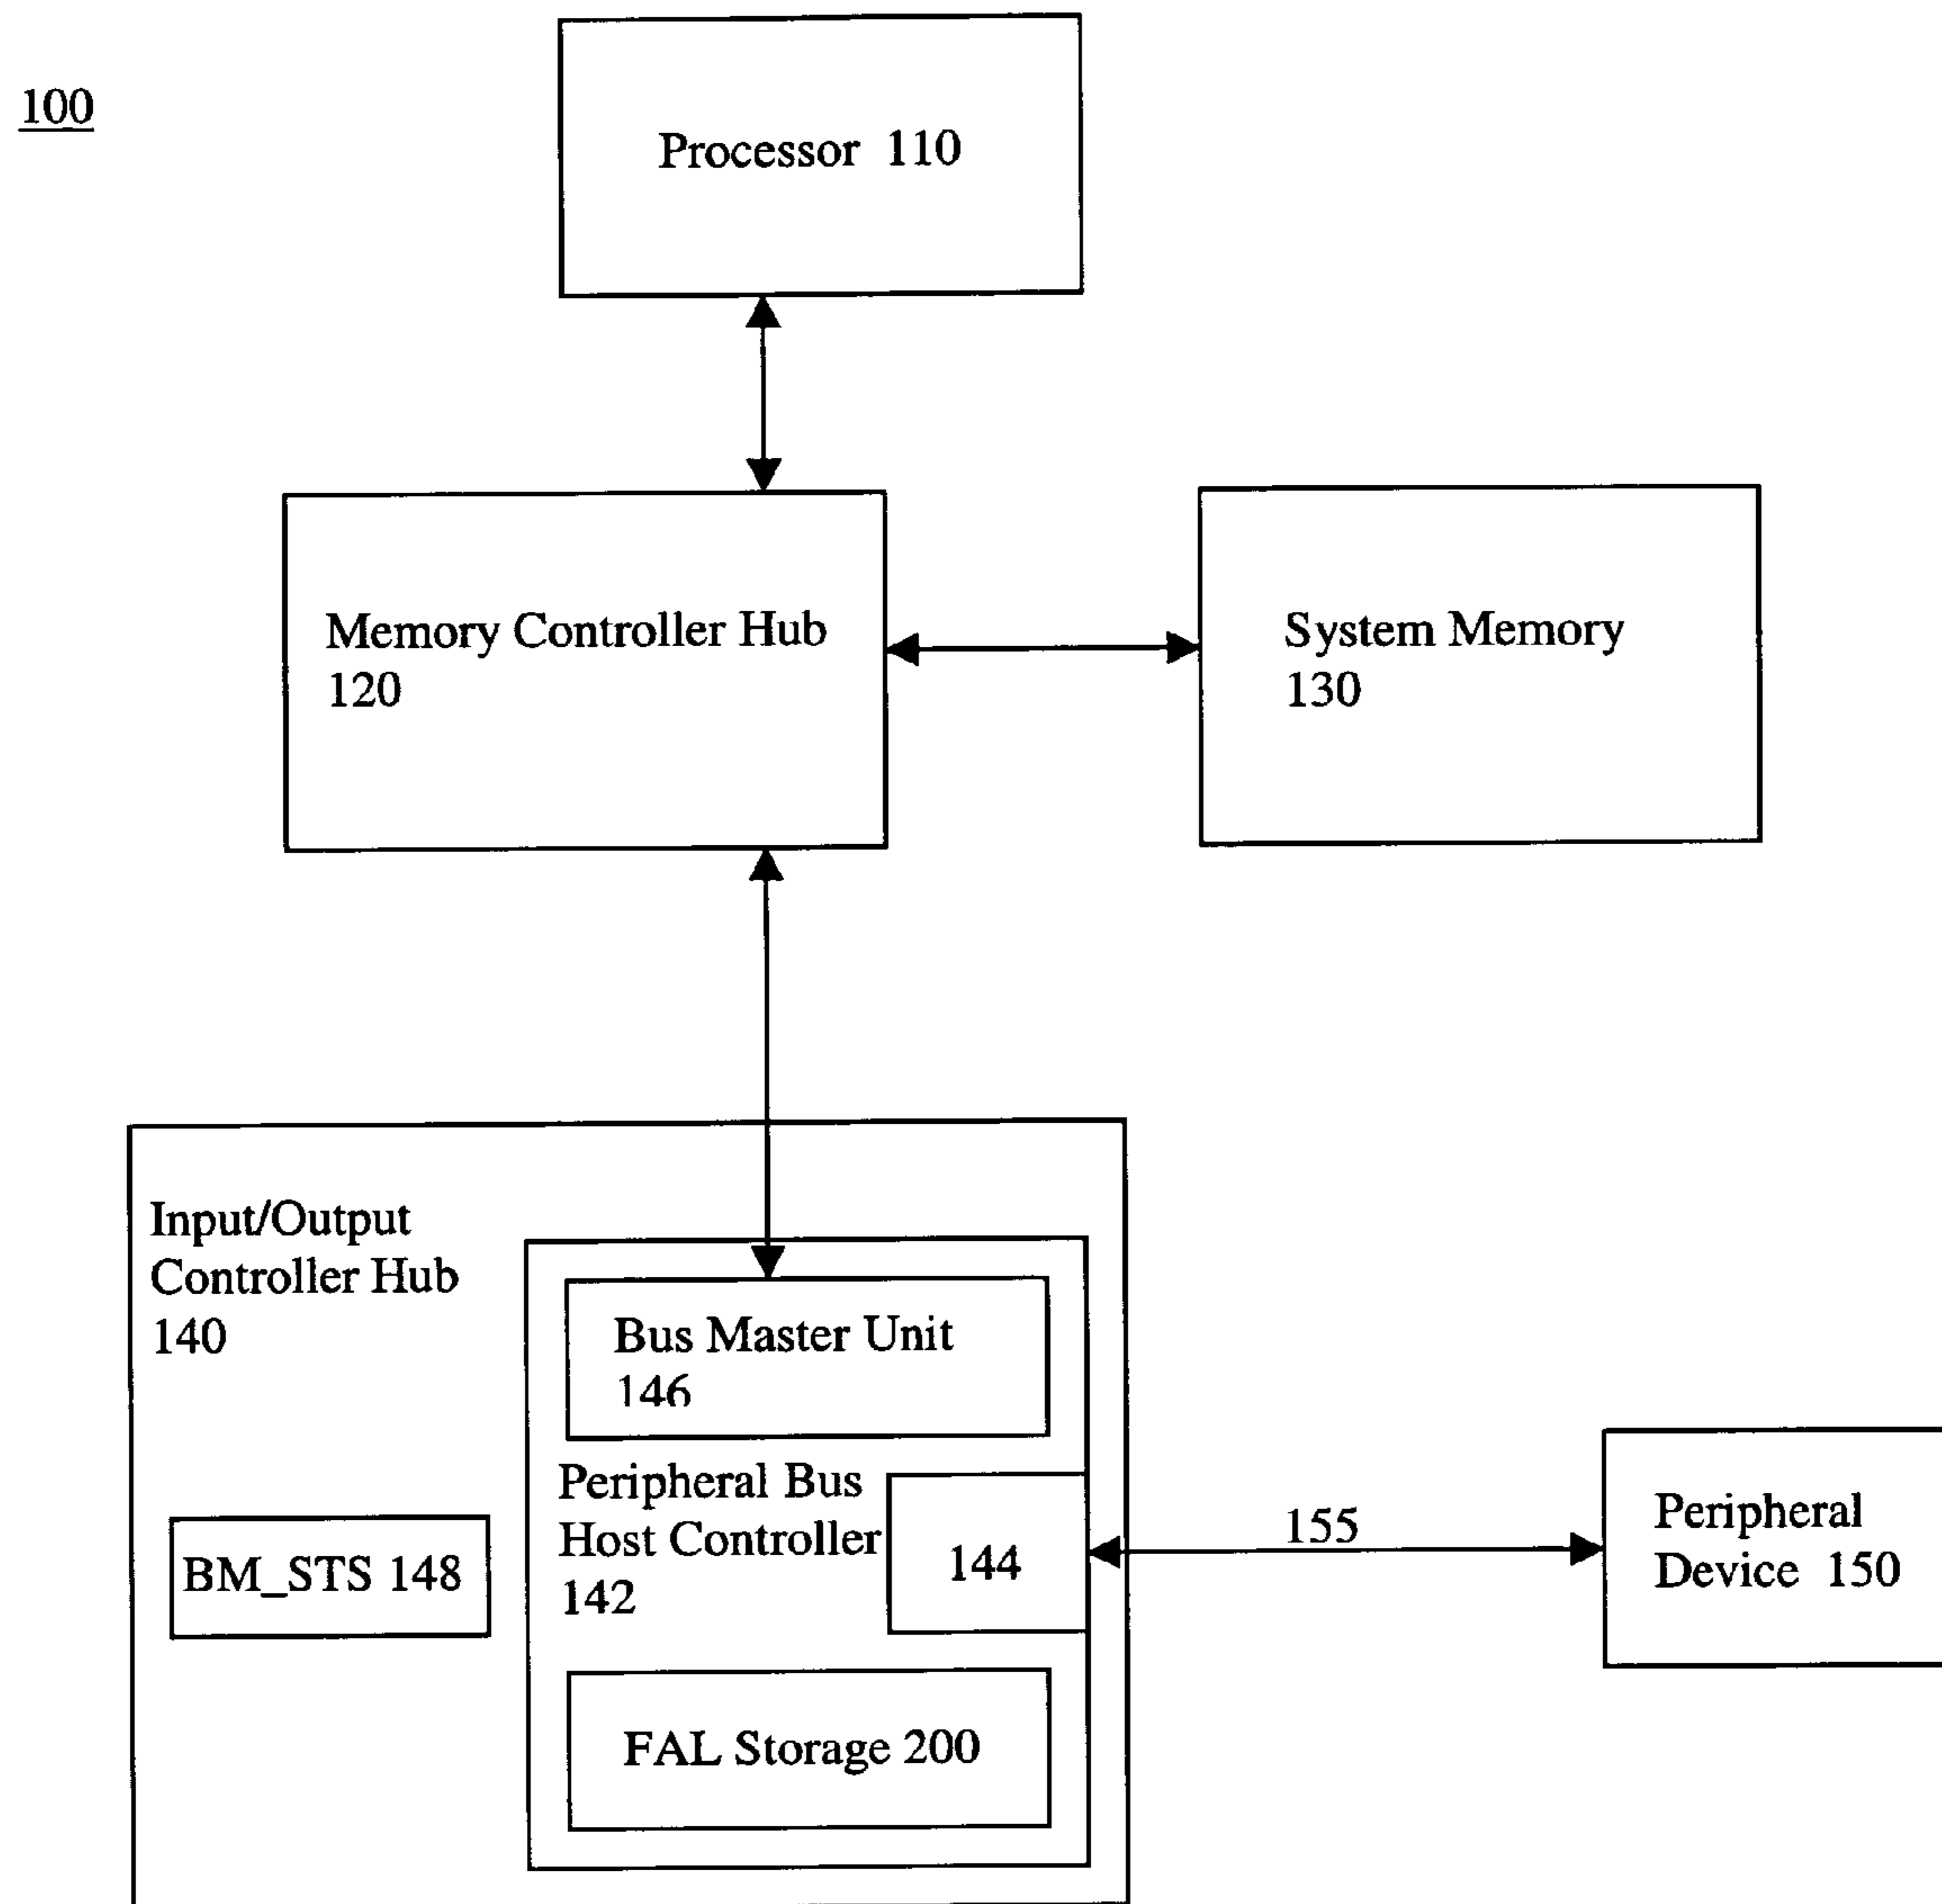 100
Processor 110
Memory Controller Hub
120
System Memory
130
Input/Output
Controller Hub
140
Bus Master Unit
146
Peripheral Bus
Host Controller
142
144
BM_STS 148
FAL Storage 200
155
Peripheral
Device 150